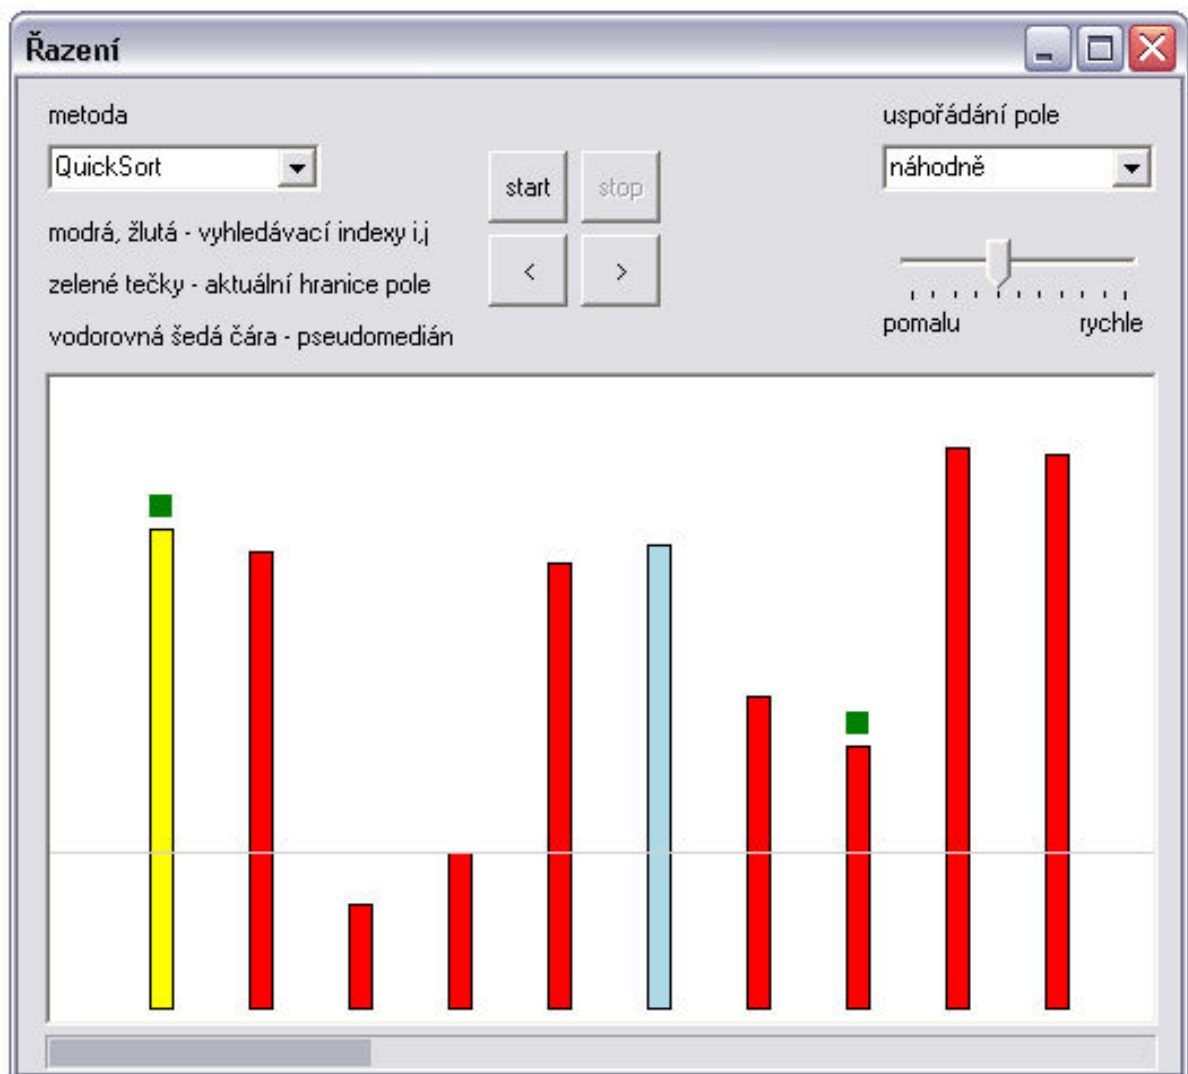 Řazení
metoda
uspořádání pole
QuickSort
náhodně
start
stop
modrá, žlutá - vyhledávací indexy i,j
<
>
zelené tečky - aktuální hranice pole
pomalu
rychle
vodorovná šedá čára - pseudomedián